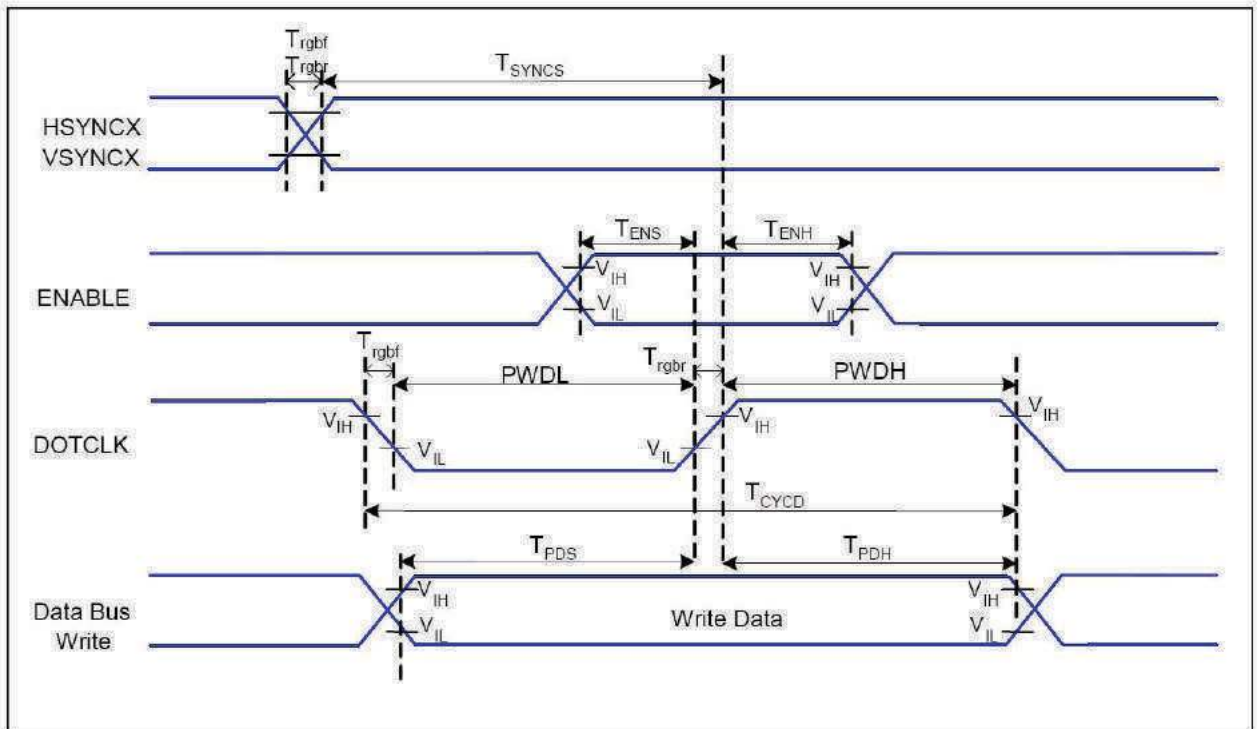 Trgbf
Trgbr
TSYNCS
HSYNCX
VSYNCX
TENS
TENH
VIH
VIH
ENABLE
VIL
VIL
Trgbf
PWDL
Trgbr
PWDH
VIH
VIH
VIH
DOTCLK
VIL
VIL
TCYCD
TPDS
TPDH
VIH
VIH
Data Bus
Write Data
Write
VIL
VIL